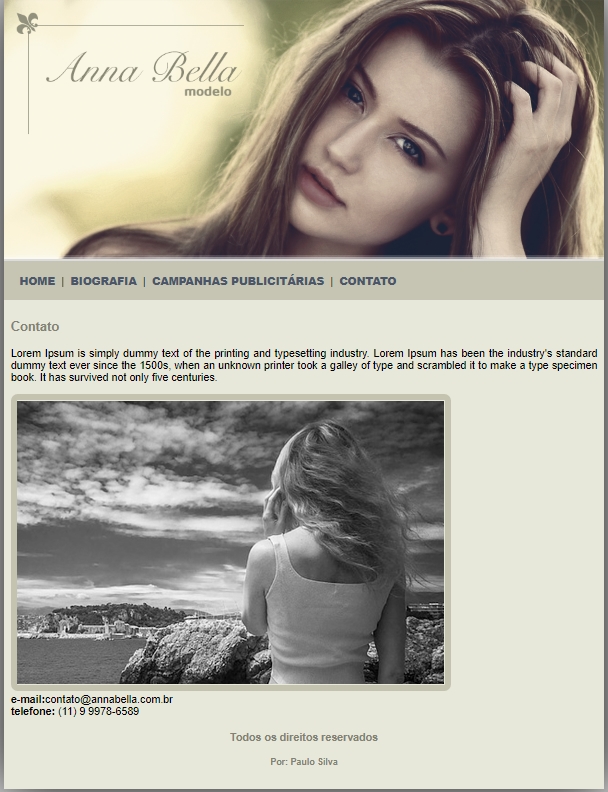 Anna Bella
modelo
HOME | BIOGRAFIA | CAMPANHAS PUBLICITÁRIAS | CONTATO
Contato
Lorem Ipsum is simply dummy text of the printing and typesetting industry. Lorem Ipsum has been the industry's standard
dummy text ever since the 1500s, when an unknown printer took a galley of type and scrambled it to make a type specimen
book. It has survived not only five centuries.
e-mail:contato@annabella.com.br
telefone: (11) 9 9978-6589
Todos os direitos reservados
Por: Paulo Silva